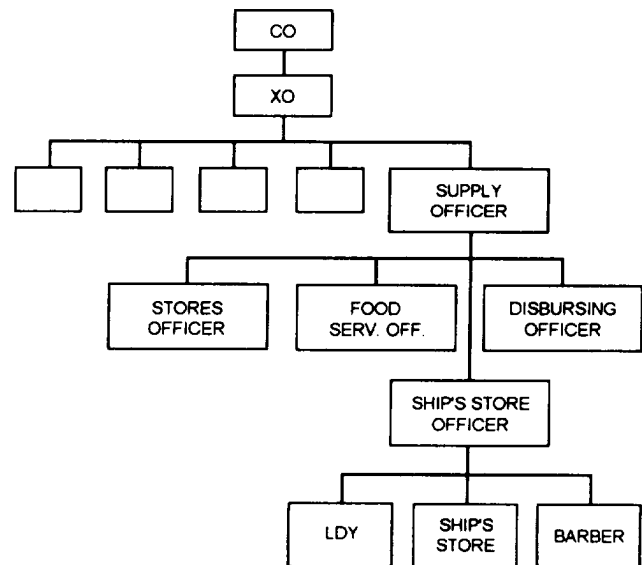 CO
XO
SUPPLY
OFFICER
STORES
OFFICER
FOOD
SERV. OFF.
DISBURSING
OFFICER
SHIP'S STORE
OFFICER
LDY
SHIP'S
STORE
BARBER